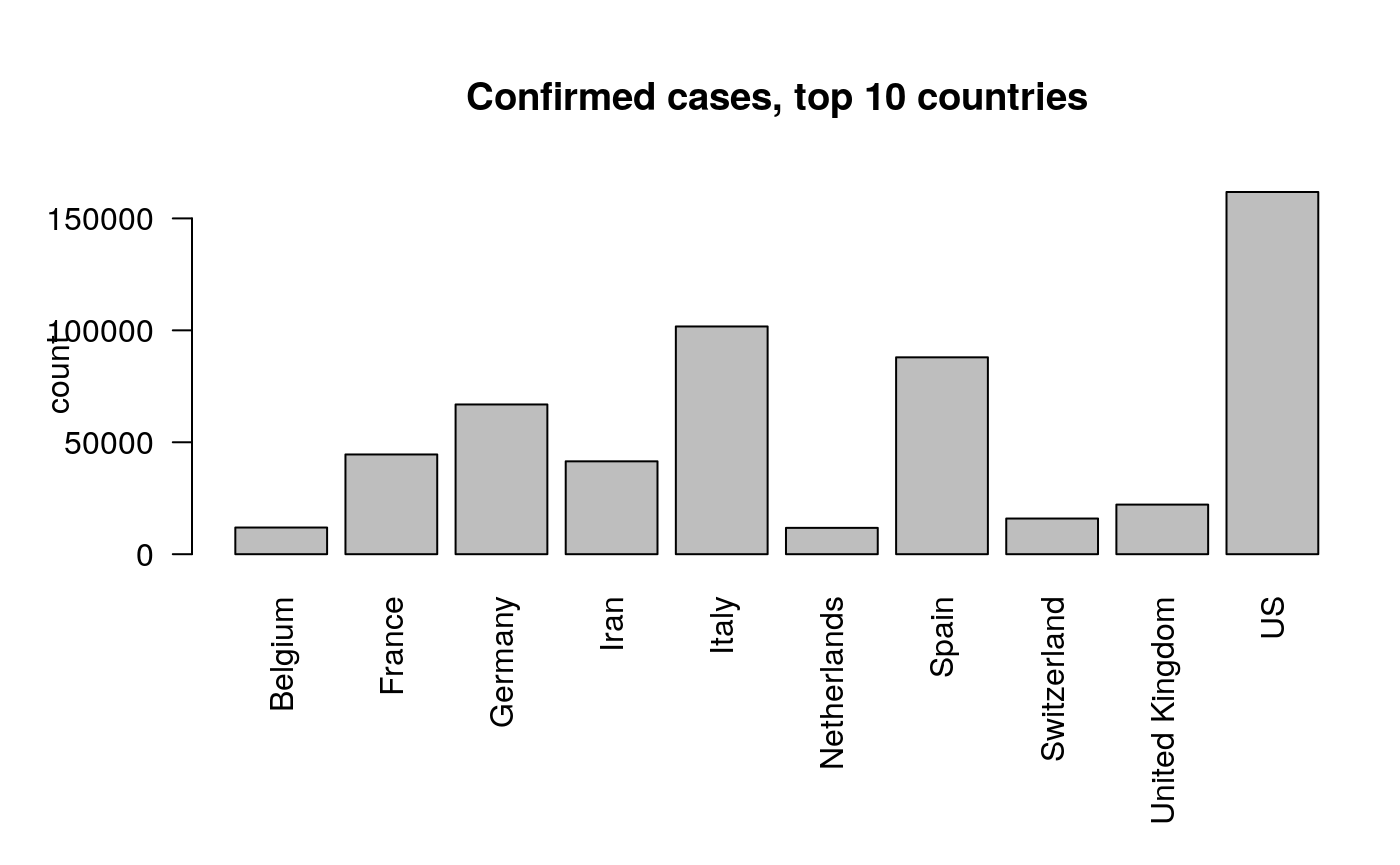 Confirmed cases, top 10 countries
150000
100000
50000
0
count
Belgium
France
Germany
Iran
Italy
Netherlands
Spain
Switzerland
United Kingdom
US